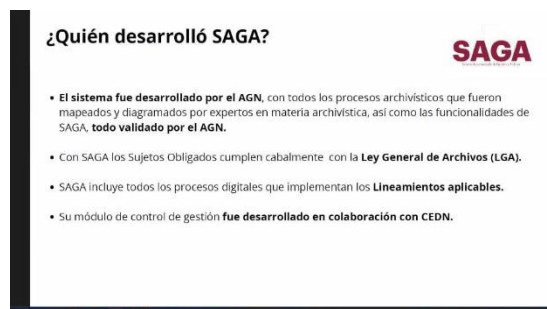 ¿Quién desarrolló SAGA?
SAGA
• El sistema fue desarrollado por el AGN, con todos los procesos archivísticos que fueron
mapeados y diagramados por expertos en materia archivística, así como las funcionalidades de
SAGA, todo validado por el AGN.
• Con SAGA los Sujetos Obligados cumplen cabalmente con la Ley General de Archivos (LGA).
• SAGA incluye todos los procesos digitales que implementan los Lineamientos aplicables.
• Su módulo de control de gestión fue desarrollado en colaboración con CEDN.